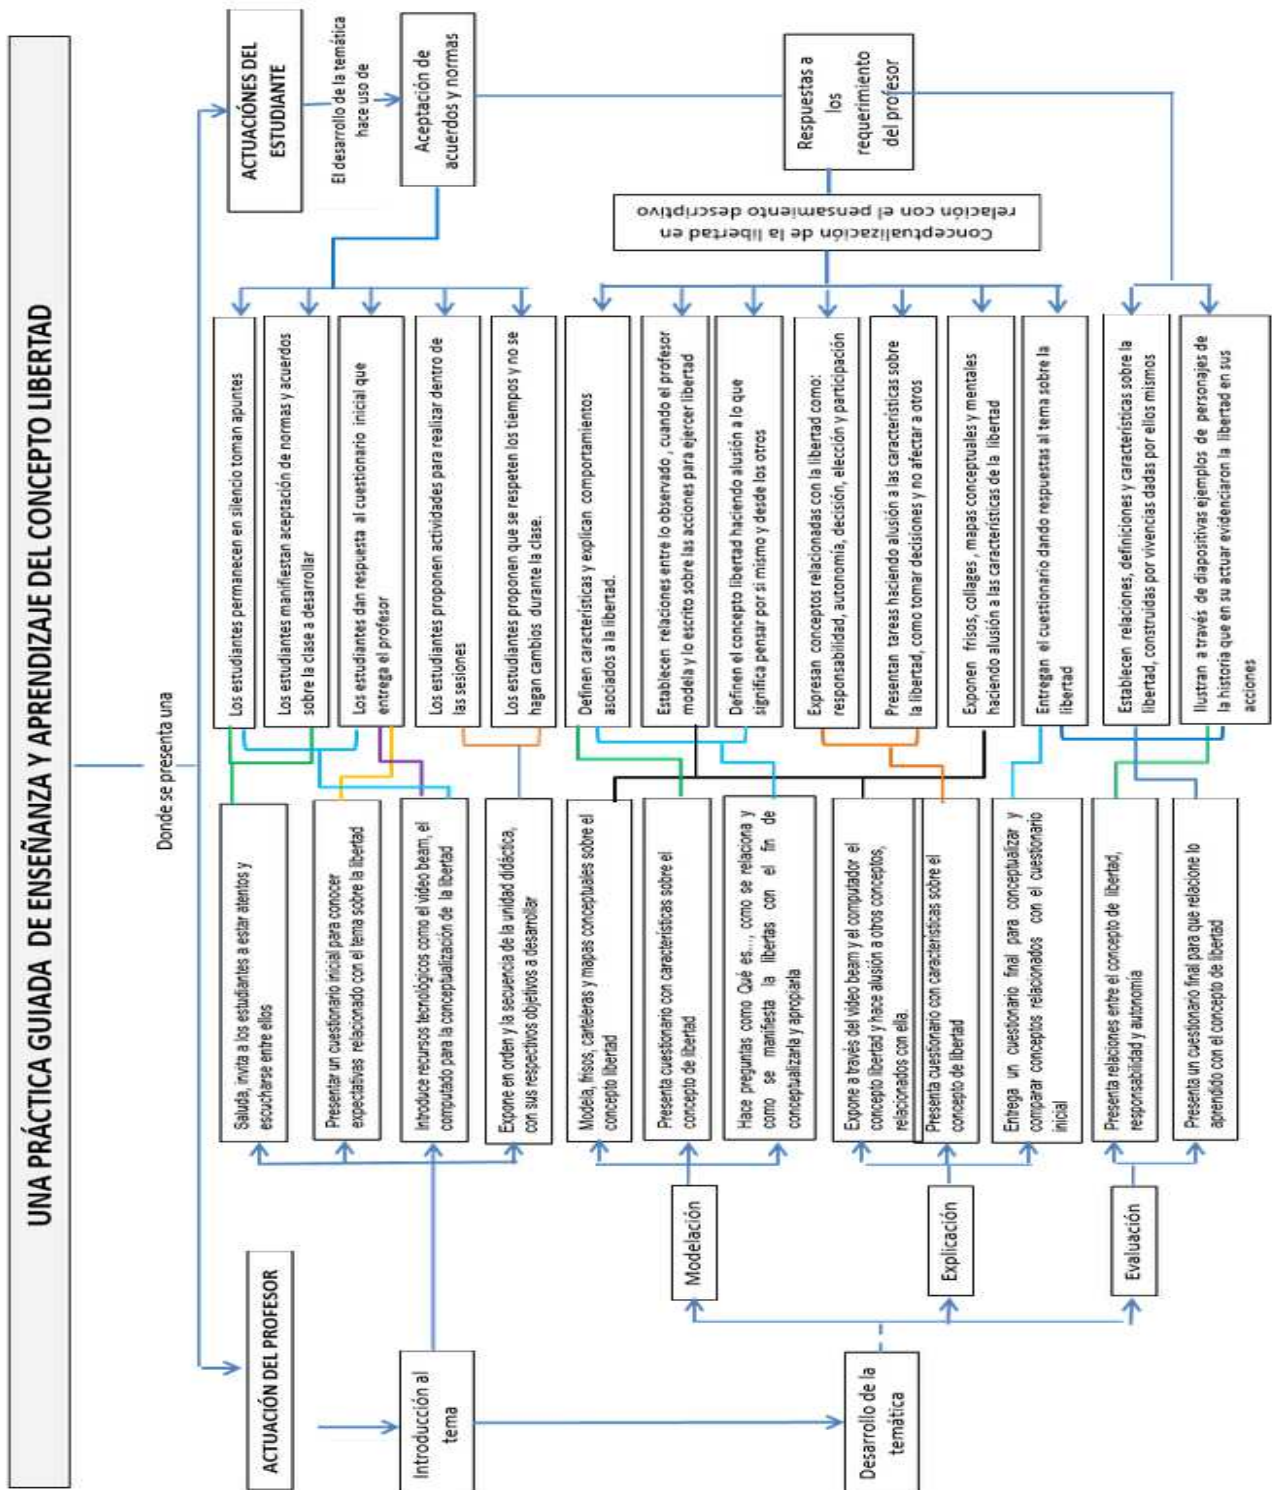 UNA PRÁCTICA GUIADA DE ENSEÑANZA Y APRENDIZAJE DEL CONCEPTO LIBERTAD
Donde se presenta una
ACTUACIÓN DEL PROFESOR
Introducción al
tema
Desarrollo de la
temática
Modelación
Explicación
Evaluación
Saluda, invita a los estudiantes a estar atentos y
escucharse entre ellos
Presentar un cuestionario inicial para conocer
expectativas relacionado con el tema sobre la libertad
Introduce recursos tecnológicos como el video beam, el
computado para la conceptualización de la libertad
Expone en orden y la secuencia de la unidad didáctica,
con sus respectivos objetivos a desarrollar
Modela, frisos, carteleras y mapas conceptuales sobre el
concepto libertad
Presenta cuestionario con características sobre el
concepto de libertad
Hace preguntas como Qué es..., como se relaciona y
como , se manifiesta la libertas con el fin de
conceptualizarla y apropiarla
Expone a través del video beam y el computador el
concepto libertad y hace alusión a otros conceptos,
relacionados con ella.
Presenta cuestionario con características sobre el
concepto de libertad
Entrega un cuestionario final para conceptualizar y
comparar conceptos relacionados con el cuestionario
inicial
Presenta relaciones entre el concepto de libertad,
responsabilidad y autonomía
Presenta un cuestionario final para que relacione lo
aprendido con el concepto de libertad
ACTUACIÓNES DEL
ESTUDIANTE
El desarrollo de la temática
hace uso de
Aceptación de
acuerdos y normas
Respuestas a
los
requerimiento
del profesor
Conceptualización de la libertad en
relación con el pensamiento descriptivo
Los estudiantes permanecen en silencio toman apuntes
Los estudiantes manifiestan aceptación de normas y acuerdos
sobre la clase a desarrollar
Los estudiantes dan respuesta al cuestionario inicial que
entrega el profesor
Los estudiantes proponen actividades para realizar dentro de
las sesiones
Los estudiantes proponen que se respeten los tiempos y no se
hagan cambios durante la clase.
Definen características y explican comportamientos
asociados a la libertad.
Establecen relaciones entre lo observado , cuando el profesor
modela y lo escrito sobre las acciones para ejercer libertad
Definen el concepto libertad haciendo alusión a lo que
significa pensar por si mismo y desde los otros
Expresan conceptos relacionadas con la libertad como:
responsabilidad, autonomía, decisión, elección y participación
Presentan tareas haciendo alusión a las características sobre
la libertad, como tomar decisiones y no afectar a otros
Exponen frisos, collages , mapas conceptuales y mentales
haciendo alusión a las características de la libertad
Entregan el cuestionario dando respuestas al tema sobre la
libertad
Establecen relaciones, definiciones y características sobre la
libertad, construidas por vivencias dadas por ellos mismos
Ilustran a través de diapositivas ejemplos de personajes de
la historia que en su actuar evidenciaron la libertad en sus
acciones